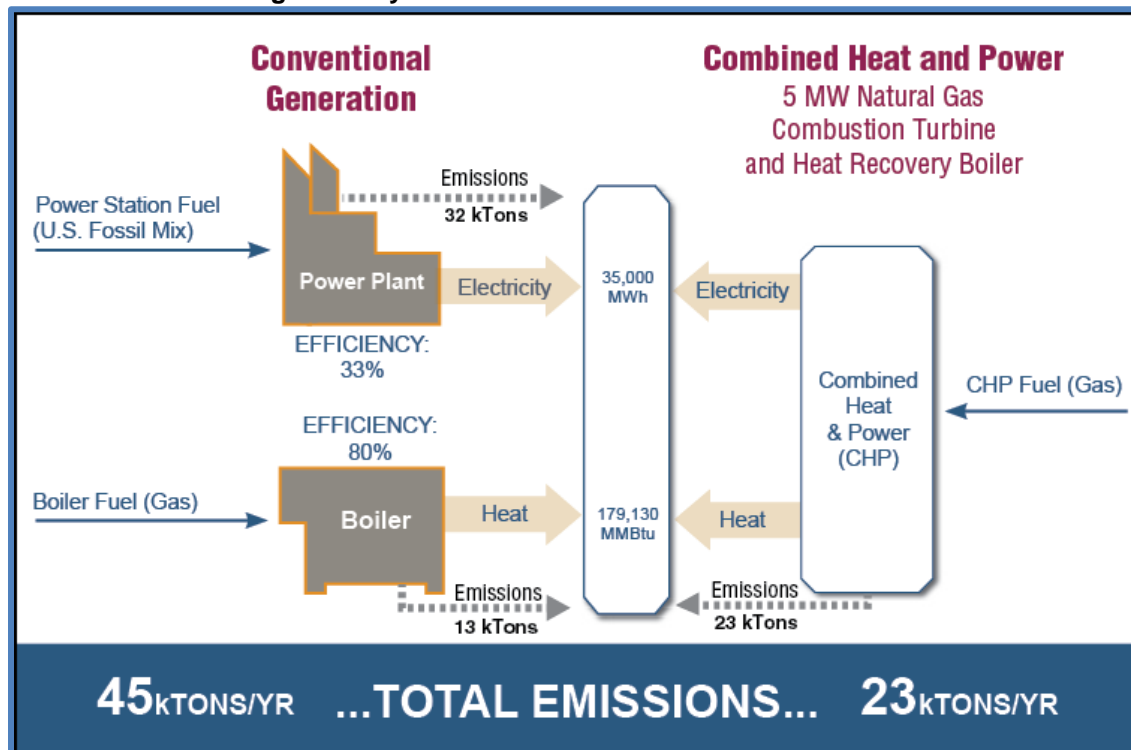 Conventional
Generation
Combined Heat and Power
5 MW Natural Gas
Combustion Turbine
and Heat Recovery Boiler
Emissions
32 kTons
Power Station Fuel
(U.S. Fossil Mix)
Power Plant
Electricity
35,000
MWh
Electricity
EFFICIENCY:
33%
Combined
Heat
& Power
(CHP)
CHP Fuel (Gas)
EFFICIENCY:
80%
Boiler Fuel (Gas)
Boiler
Heat
179,130
MMBtu
Heat
Emissions
13 kTons
Emissions
23 kTons
45kTONS/YR ...TOTAL EMISSIONS... 23kTONS/YR